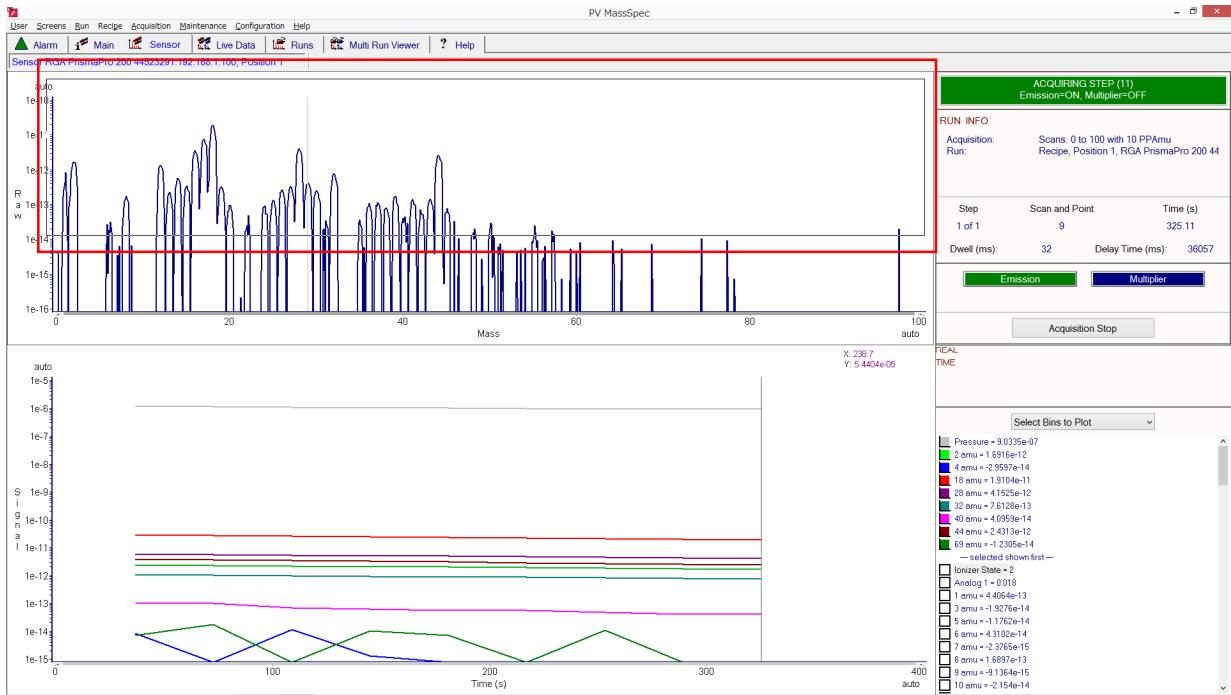 PV MassSpec
User Screens Run Recipe Acquisition Maintenance Configuration Help
Alarm Main Sensor Live Data Runs Multi Run Viewer ? Help
Sensor RGA PrismaPro 200 44523291.192.168.1.100, Position 1
auto
1e-10
1e-11
1e-12
1e-13
1e-14
1e-15
1e-16
Raw
0 20 40 60 80 100
Mass
auto
X: 238.7
Y: 5.4404e-05
auto
1e-5
1e-6
1e-7
1e-8
1e-9
1e-10
1e-11
1e-12
1e-13
1e-14
1e-15
Signal
0 100 200 300 400
Time (s)
auto
ACQUIRING STEP (11)
Emission=ON, Multiplier=OFF
RUN INFO
Acquisition: Scans: 0 to 100 with 10 PPAmu
Run: Recipe, Position 1, RGA PrismaPro 200 44
Step Scan and Point Time (s)
1 of 1 9 325.11
Dwell (ms): 32 Delay Time (ms): 36057
Emission Multiplier
Acquisition Stop
REAL
TIME
Select Bins to Plot
Pressure = 9.0335e-07
2 amu = 1.6916e-12
4 amu = -2.9597e-14
18 amu = 1.9104e-11
28 amu = 4.1525e-12
32 amu = 7.6128e-13
40 amu = 4.0959e-14
44 amu = 2.4313e-12
69 amu = -1.2305e-14
--- selected shown first---
Ionizer State = 2
Analog 1 = 0.018
1 amu = 4.4064e-13
3 amu = -1.9276e-14
5 amu = -1.1762e-14
6 amu = 4.3102e-14
7 amu = -2.3765e-15
8 amu = 1.6897e-13
9 amu = -9.1364e-15
10 amu = -2.154e-14